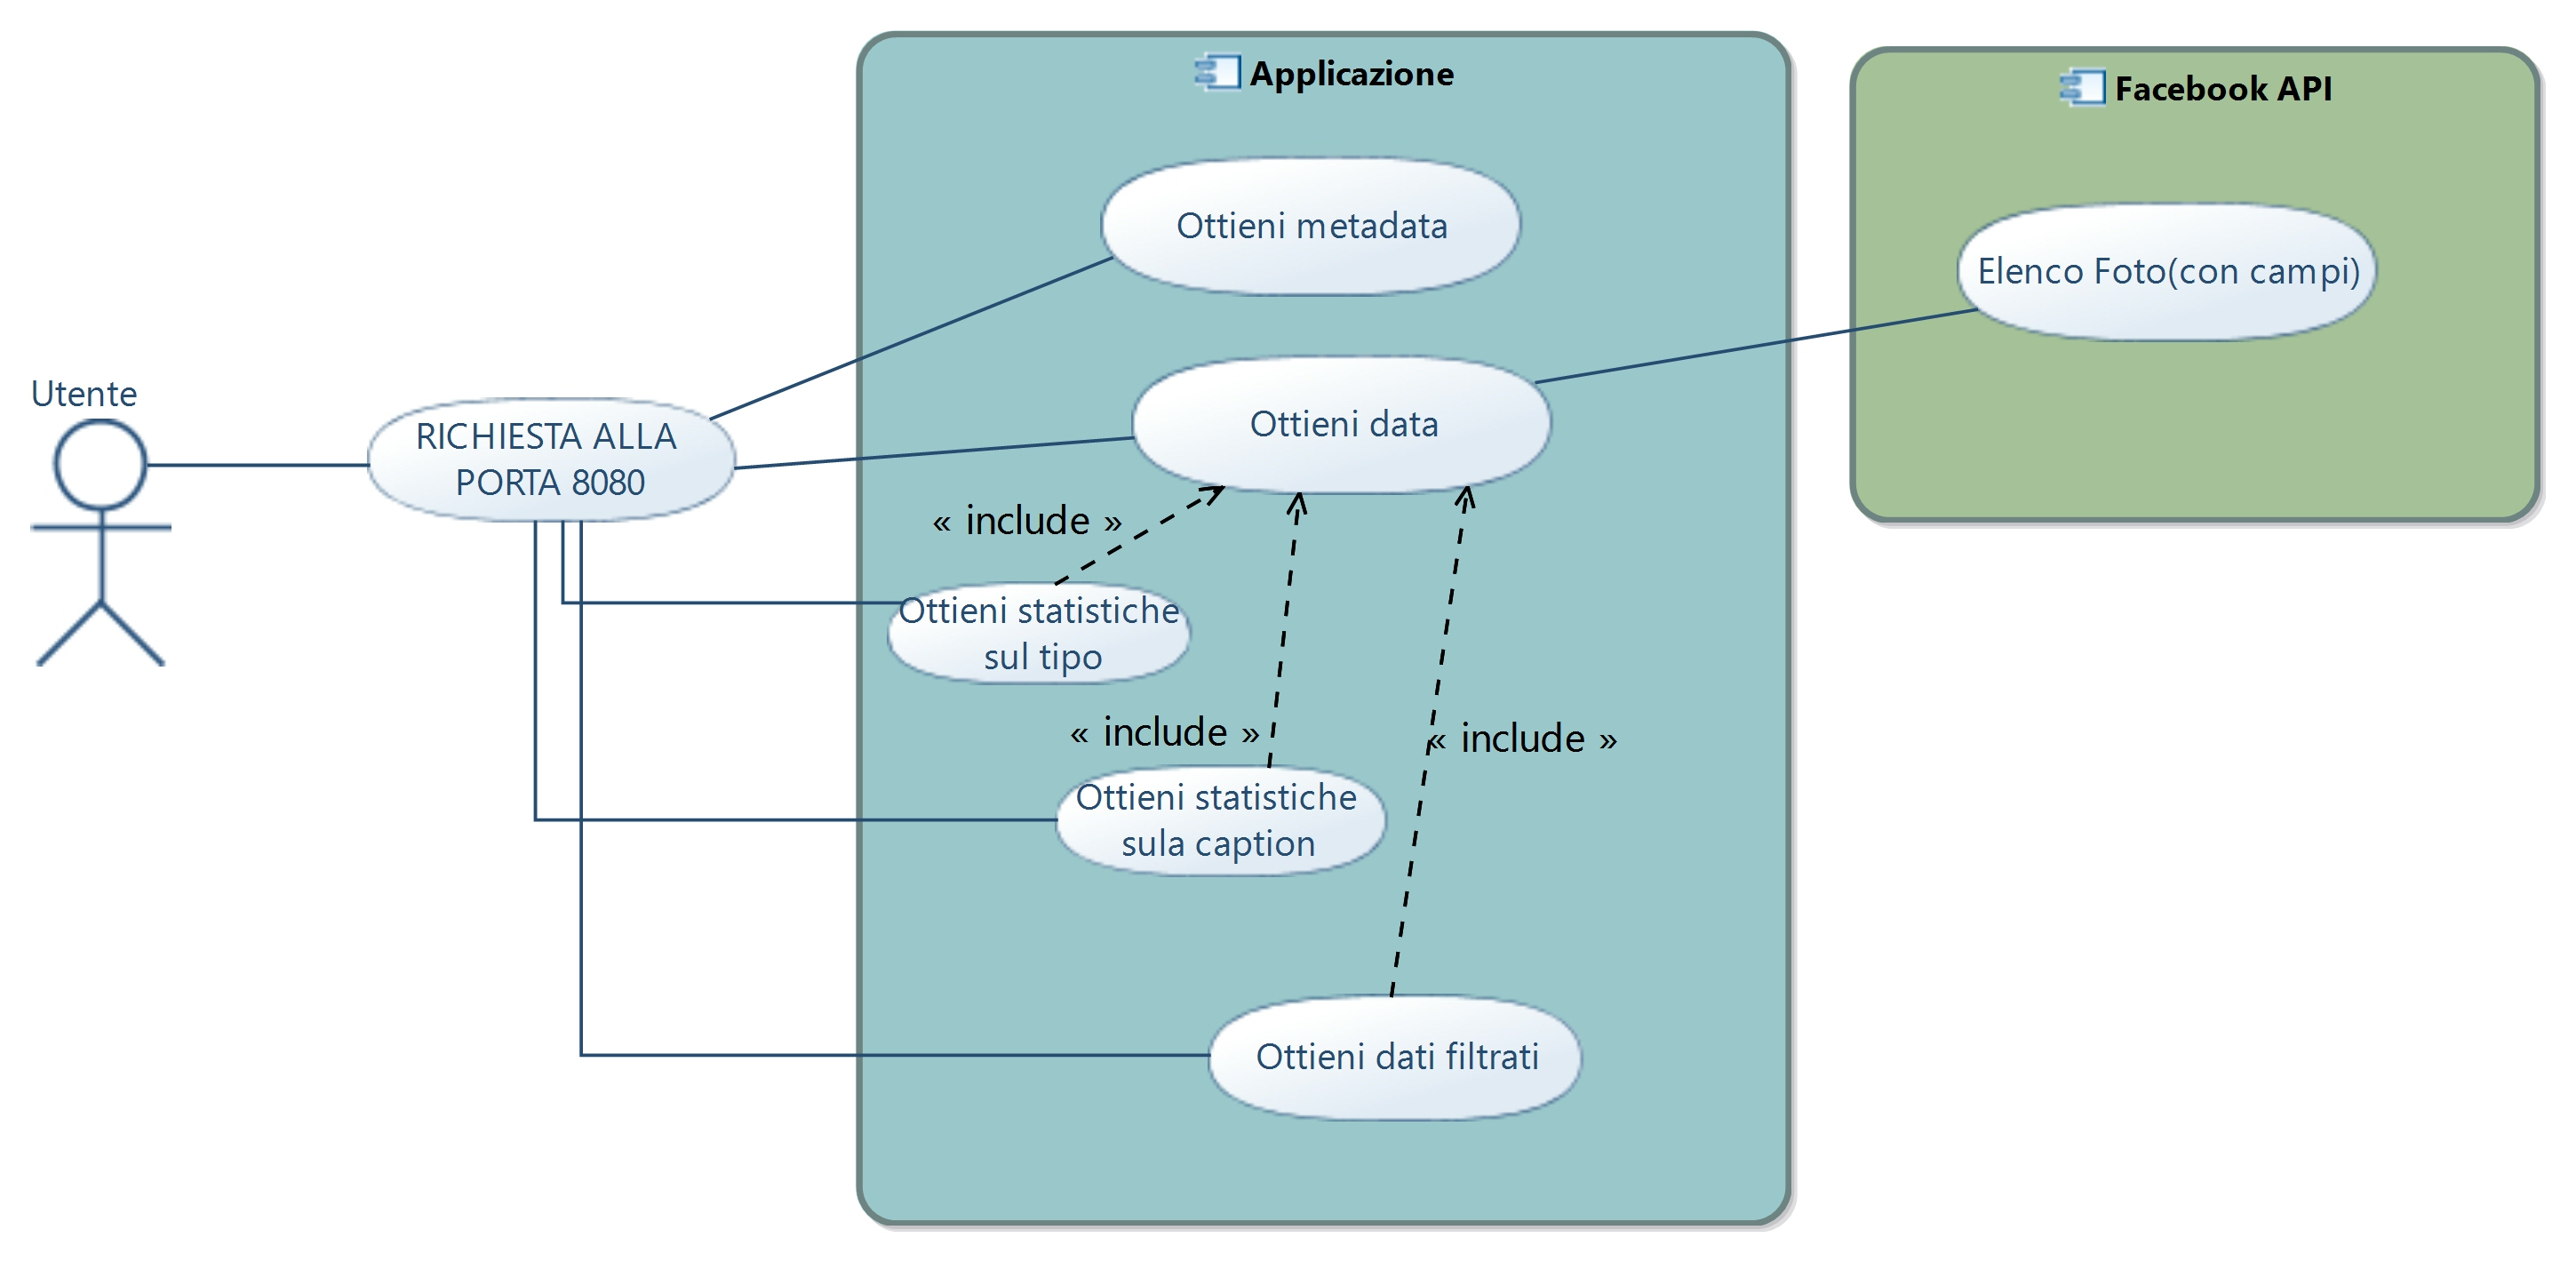 Applicazione
Facebook API
Ottieni metadata
Elenco Foto(con campi)
Utente
RICHIESTA ALLA
PORTA 8080
Ottieni data
« include »
Ottieni statistiche
sul tipo
« include »
« include »
Ottieni statistiche
sula caption
Ottieni dati filtrati